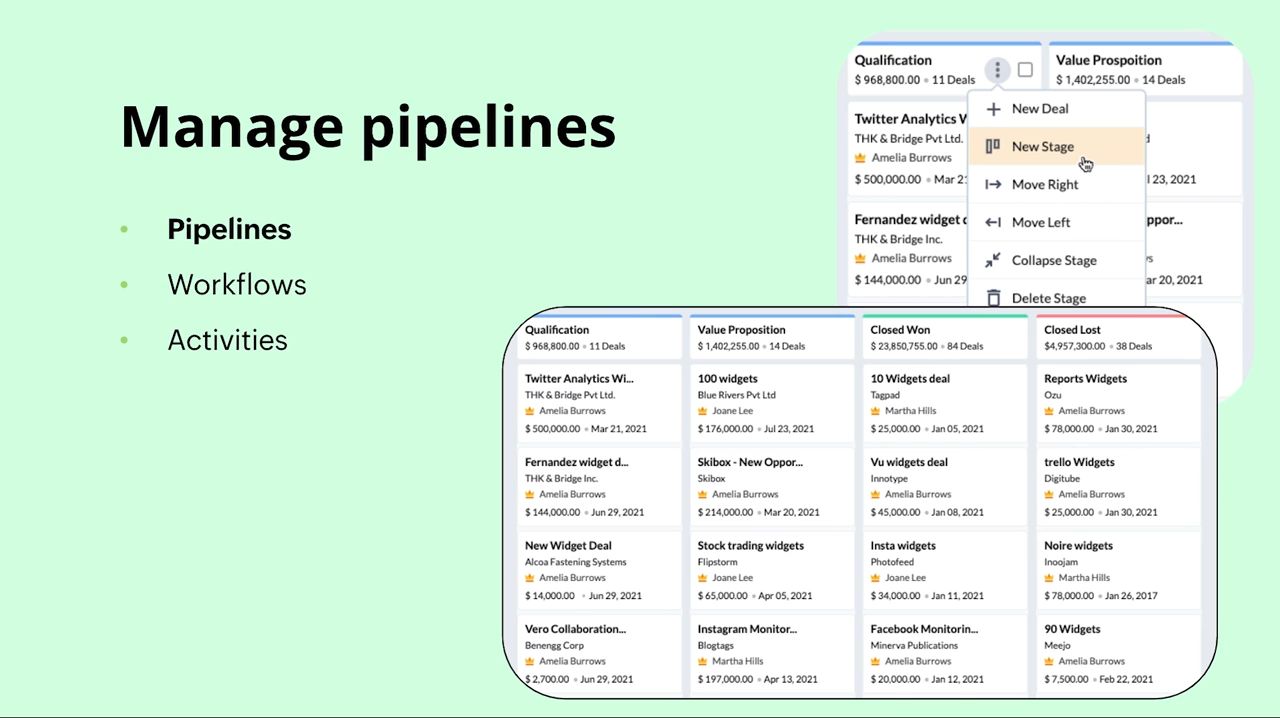 Manage pipelines
• Pipelines
• Workflows
• Activities
Qualification
$ 968,800.00 • 11 Deals
Value Prospoition
$ 1,402,255.00 • 14 Deals
Twitter Analytics W
THK & Bridge Pvt Ltd.
Amelia Burrows
$ 500,000.00 • Mar 21
Fernandez widget
THK & Bridge Inc.
Amelia Burrows
$ 144,000.00 • Jun 29
New Deal
New Stage
Move Right
Move Left
Collapse Stage
Delete Stage
23, 2021
ppor...
ar 20, 2021
Qualification
$ 968,800.00 • 11 Deals
Twitter Analytics Wi...
THK & Bridge Pvt Ltd.
Amelia Burrows
$ 500,000.00 • Mar 21, 2021
Fernandez widget d...
THK & Bridge Inc.
Amelia Burrows
$ 144,000.00 • Jun 29, 2021
New Widget Deal
Alcoa Fastening Systems
Amelia Burrows
$ 14,000.00 • Jun 29, 2021
Vero Collaboration...
Benengg Corp
Amelia Burrows
$ 2,700.00 • Jun 29, 2021
Value Proposition
$ 1,402,255.00 • 14 Deals
100 widgets
Blue Rivers Pvt Ltd
Joane Lee
$ 176,000.00 • Jul 23, 2021
Skibox - New Oppor...
Skibox
Amelia Burrows
$ 214,000.00 • Mar 20, 2021
Stock trading widgets
Flipstorm
Joane Lee
$ 65,000.00 • Apr 05, 2021
Instagram Monitor...
Blogtags
Martha Hills
$ 197,000.00 • Apr 13, 2021
Closed Won
$ 23,850,755.00 • 84 Deals
10 Widgets deal
Tagpad
Martha Hills
$ 25,000.00 • Jan 05, 2021
Vu widgets deal
Innotype
Amelia Burrows
$ 45,000.00 • Jan 08, 2021
Insta widgets
Photofeed
Joane Lee
$ 34,000.00 • Jan 11, 2021
Facebook Monitorin...
Minerva Publications
Amelia Burrows
$ 20,000.00 • Jan 12, 2021
Closed Lost
$4,957,300.00 • 38 Deals
Reports Widgets
Ozu
Amelia Burrows
$ 78,000.00 • Jan 30, 2021
trello Widgets
Digitube
Amelia Burrows
$ 25,000.00 • Jan 30, 2021
Noire widgets
Inoojam
Martha Hills
$ 78,000.00 • Jan 26, 2017
90 Widgets
Meejo
Amelia Burrows
$ 7,500.00 • Feb 22, 2021